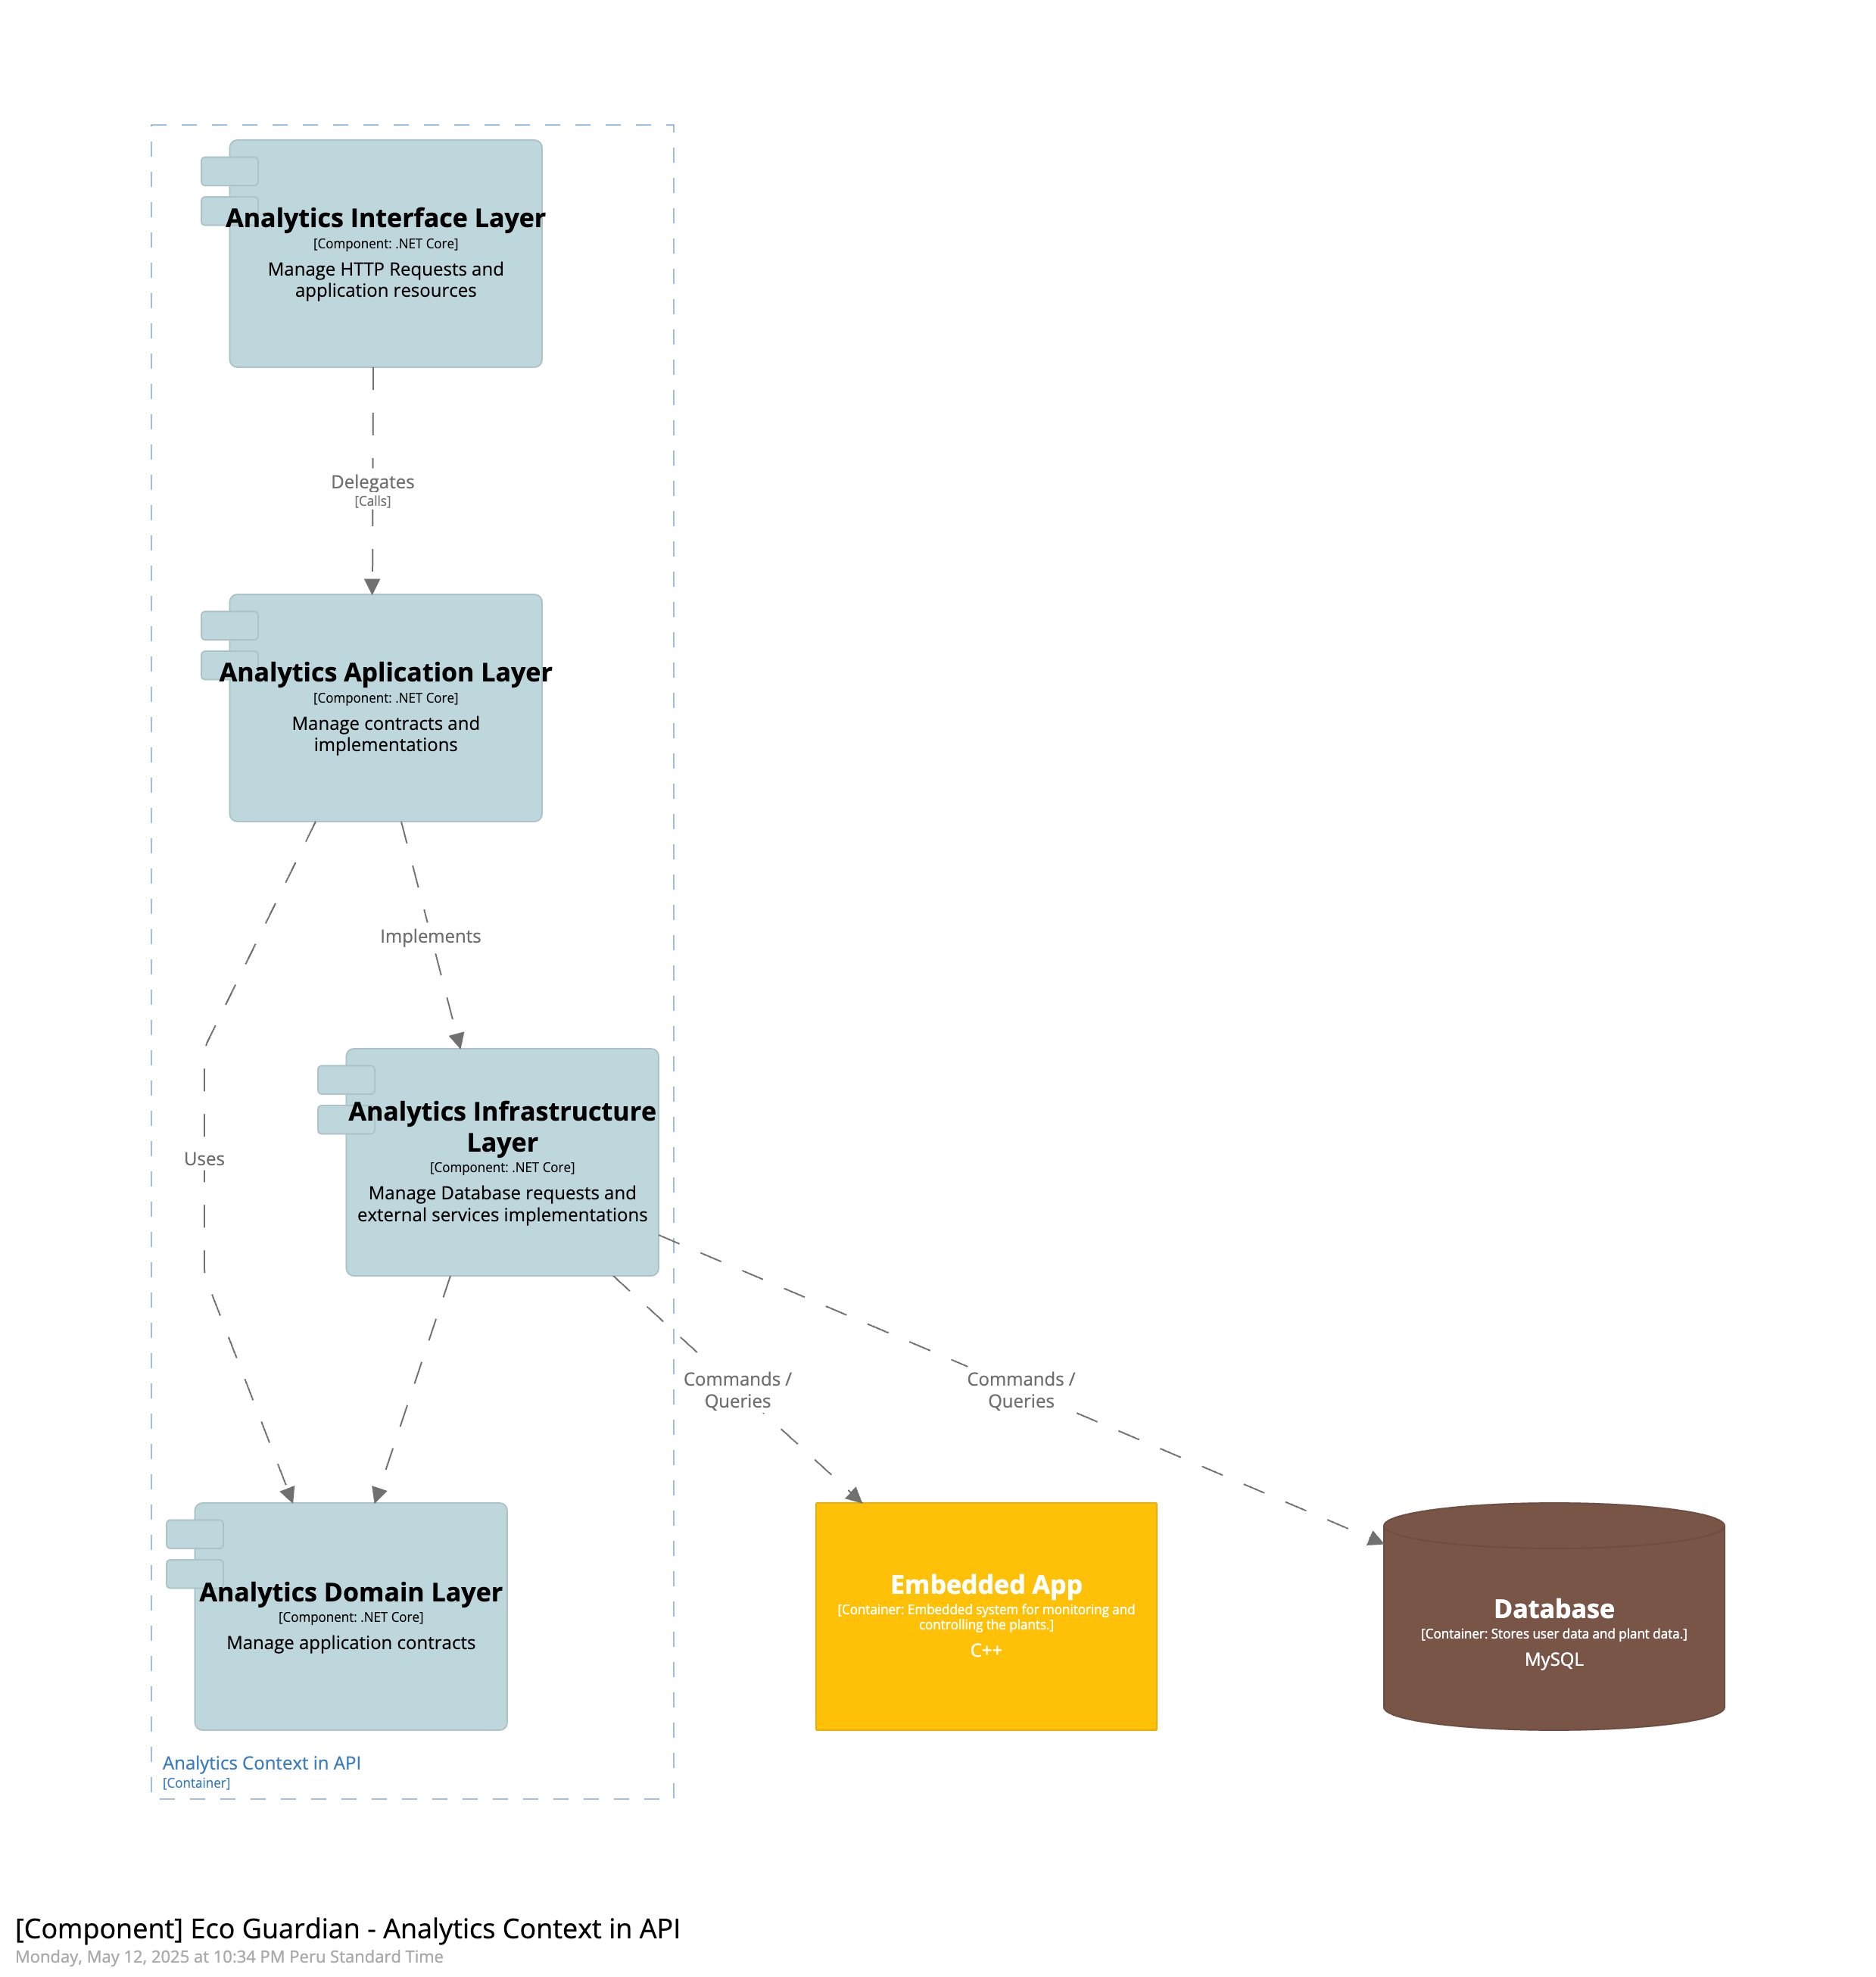 Analytics Interface Layer
[Component: .NET Core]
Manage HTTP Requests and
application resources
Delegates
[Calls]
Analytics Aplication Layer
[Component: .NET Core]
Manage contracts and
implementations
Implements
Analytics Infrastructure
Layer
[Component: .NET Core]
Manage Database requests and
external services implementations
Uses
Commands /
Queries
Commands /
Queries
Analytics Domain Layer
[Component: .NET Core]
Manage application contracts
Embedded App
[Container: Embedded system for monitoring and
controlling the plants.]
C++
Database
[Container: Stores user data and plant data.]
MySQL
Analytics Context in API
[Container]
[Component] Eco Guardian - Analytics Context in API
Monday, May 12, 2025 at 10:34 PM Peru Standard Time